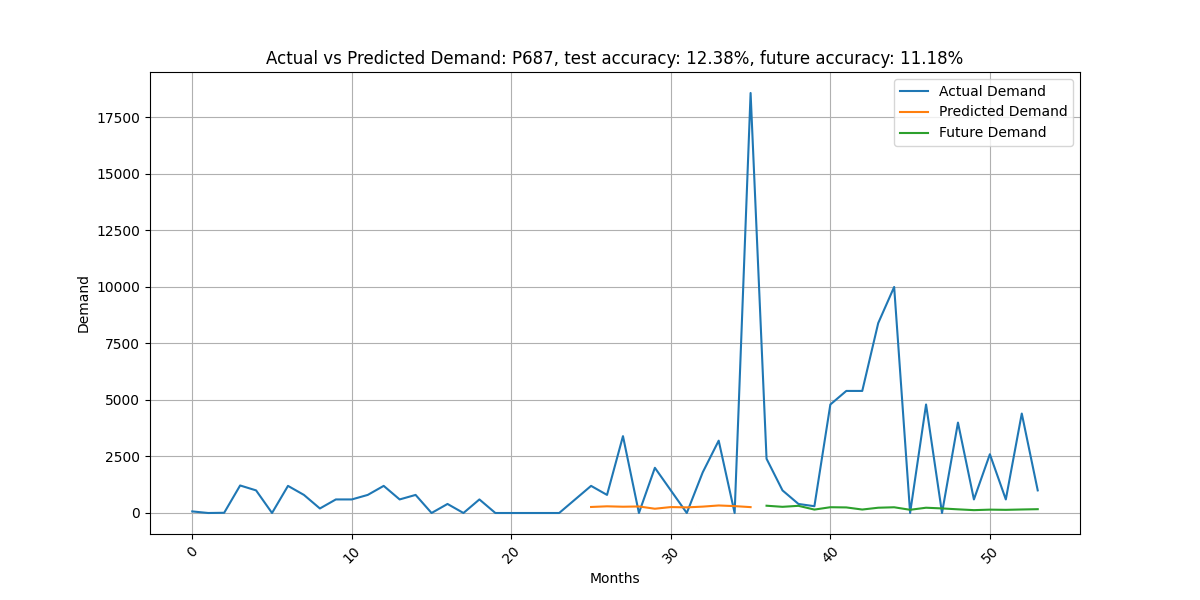 Actual vs Predicted Demand: P687, test accuracy: 12.38%, future accuracy: 11.18%
Actual Demand
Predicted Demand
Future Demand
17500
15000
12500
10000
7500
5000
2500
0
Demand
0
10
20
30
40
50
Months